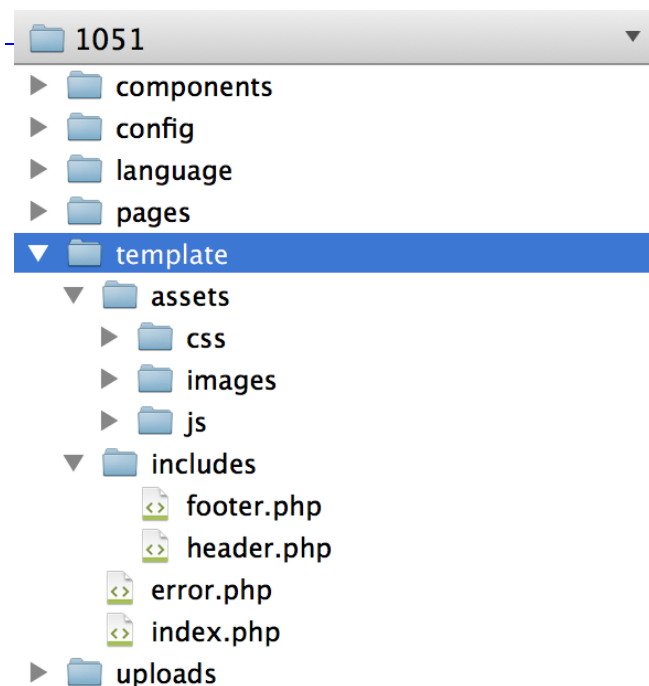 1051
components
config
language
pages
template
assets
css
images
js
includes
footer.php
header.php
error.php
index.php
uploads